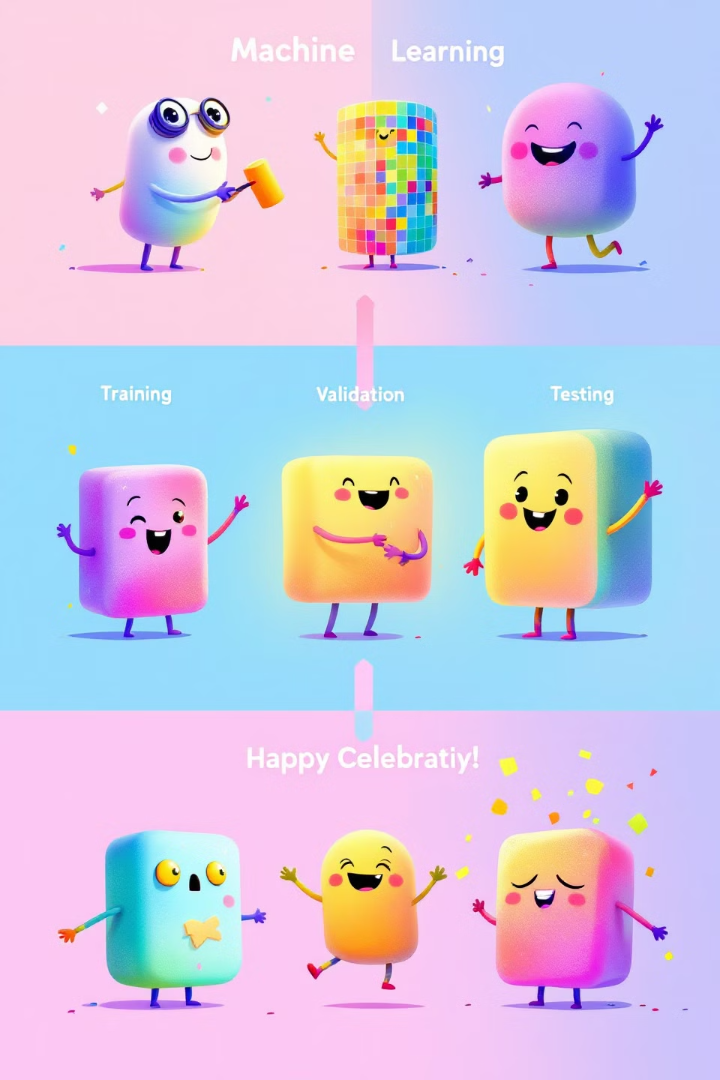 Machine Learning
Training Validation Testing
Happy Celebratiy!